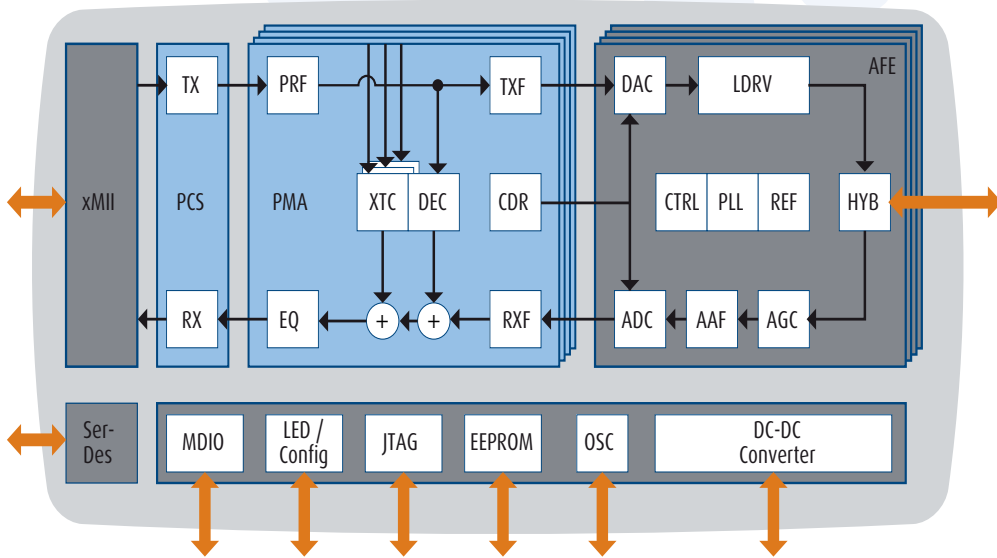 AFE
TX
PRF
TXF
DAC
LDRV
xMII
PCS
PMA
XTC
DEC
CDR
CTRL
PLL
REF
HYB
RX
EQ
+
+
RXF
ADC
AAF
AGC
Ser-
Des
MDIO
LED /
Config
JTAG
EEPROM
OSC
DC-DC
Converter